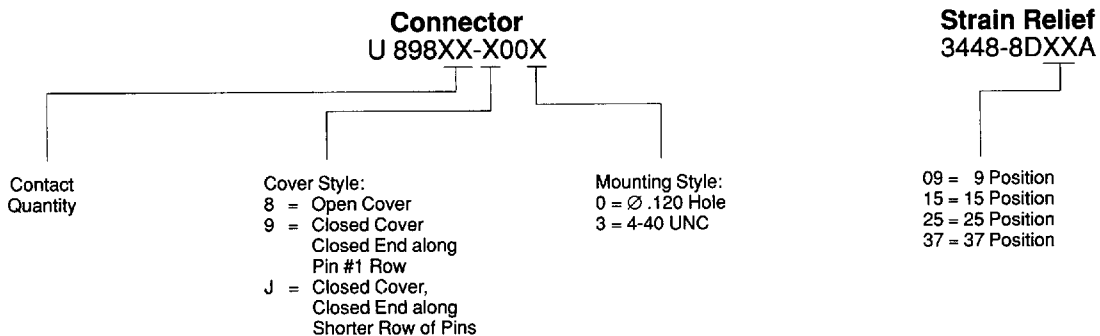 Connector
U 898XX-X00X
Strain Relief
3448-8DXXA
Contact
Quantity
Cover Style:
8 = Open Cover
9 = Closed Cover
Closed End along
Pin #1 Row
J = Closed Cover,
Closed End along
Shorter Row of Pins
Mounting Style:
0 = Ø .120 Hole
3 = 4-40 UNC
09 = 9 Position
15 = 15 Position
25 = 25 Position
37 = 37 Position